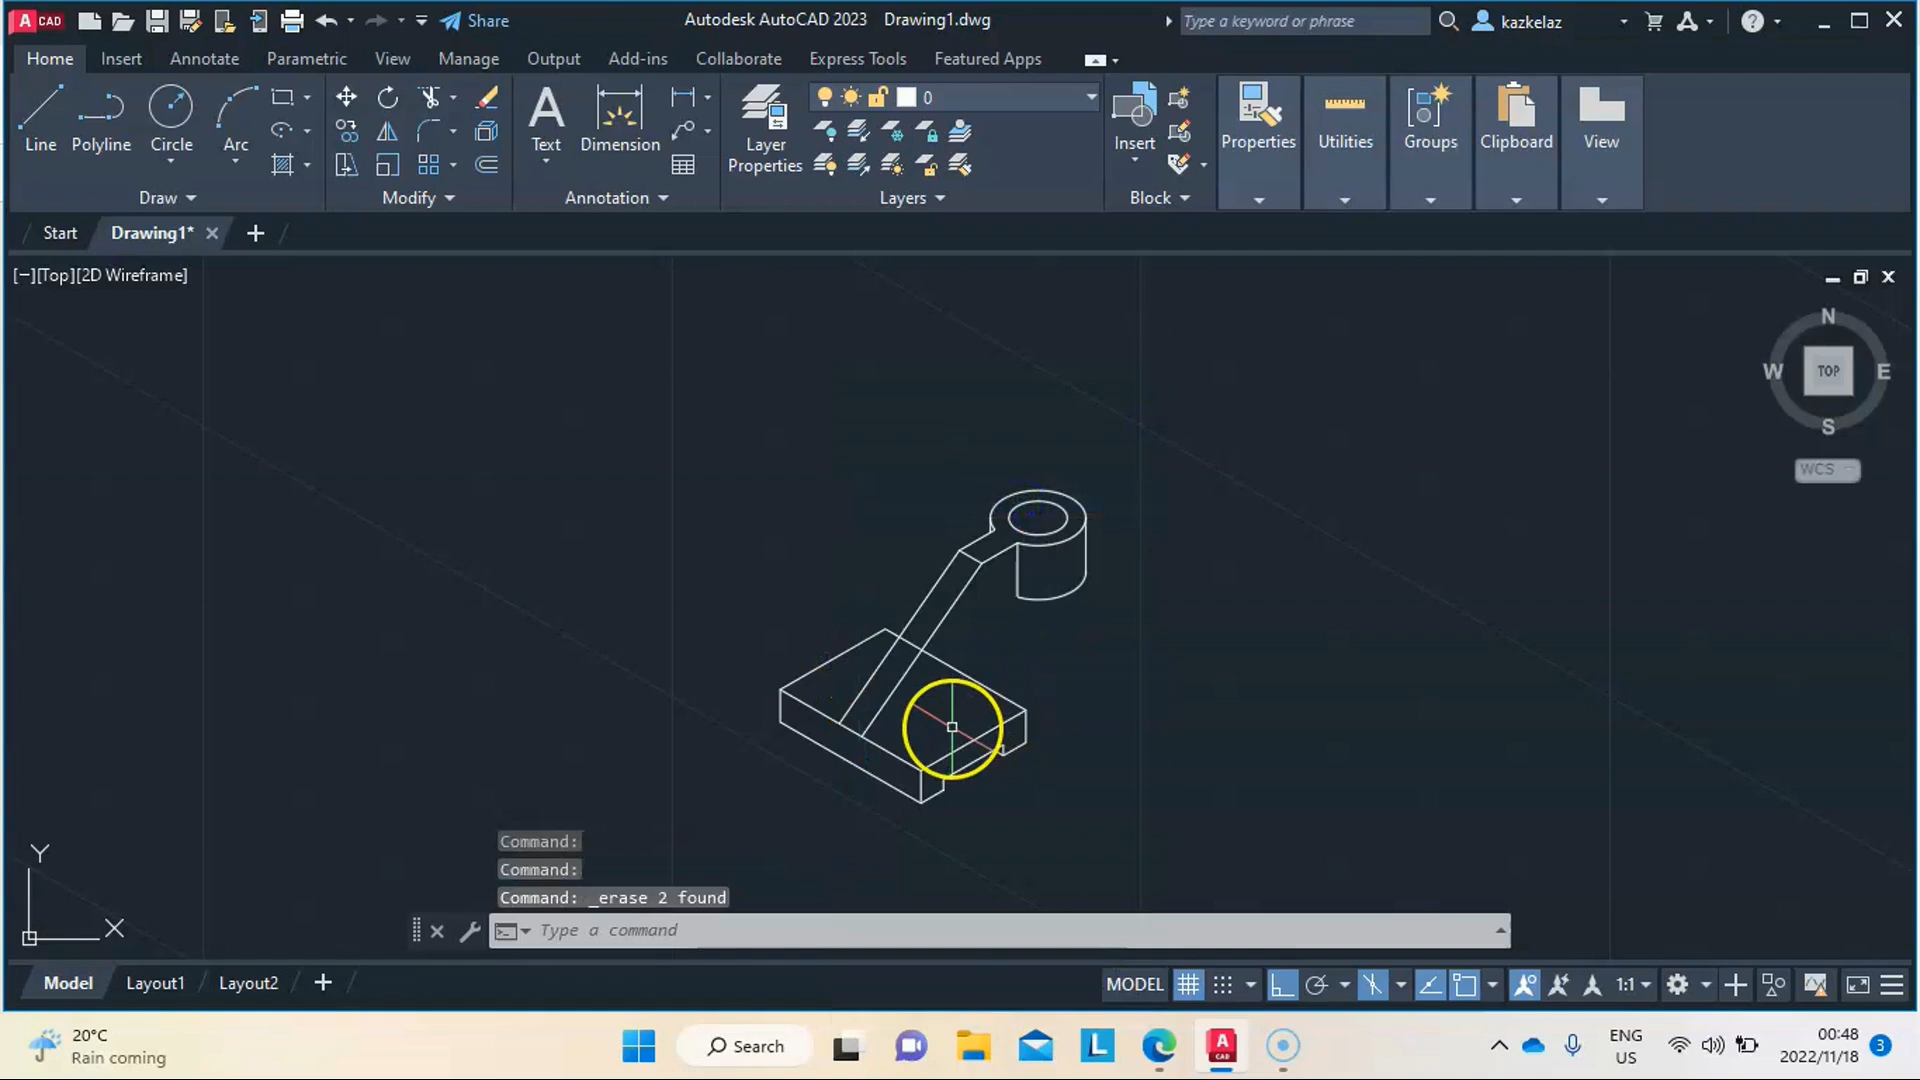 A CAD
Share
Autodesk AutoCAD 2023 Drawing1.dwg
Type a keyword or phrase
kazkelaz
Home Insert Annotate Parametric View Manage Output Add-ins Collaborate Express Tools Featured Apps
Line
Polyline
Circle
Arc
Text
Dimension
Layer
Properties
0
Insert
Properties
Utilities
Groups
Clipboard
View
Draw
Modify
Annotation
Layers
Block
Start
Drawing1*
[−][Top][2D Wireframe]
N
W
TOP
E
S
WCS
Command:
Command:
Command: _erase 2 found
Type a command
Y
X
Model
Layout1
Layout2
MODEL
1:1
20°C
Rain coming
Search
L
A
CAD
ENG
US
00:48
2022/11/18
3